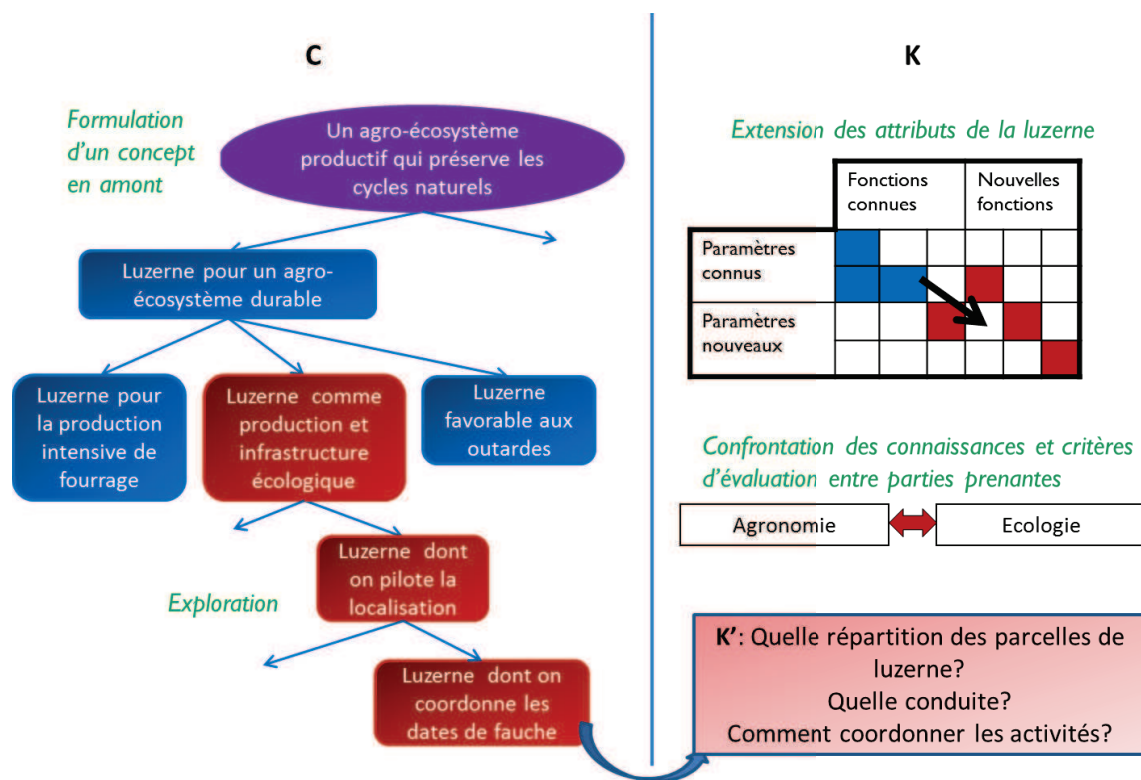 C
Formulation
d'un concept
en amont
Un agro-écosystème
productif qui préserve les
cycles naturels
Luzerne pour un agro-
écosystème durable
Luzerne pour
la production
intensive de
fourrage
Luzerne comme
production et
infrastructure
écologique
Luzerne
favorable aux
outardes
Luzerne dont
on pilote la
localisation
Exploration
Luzerne dont on
coordonne les
dates de fauche
K
Extension des attributs de la luzerne
Fonctions
connues
Nouvelles
fonctions
Paramètres
connus
Paramètres
nouveaux
Confrontation des connaissances et critères
d'évaluation entre parties prenantes
Agronomie
Ecologie
K': Quelle répartition des parcelles de
luzerne?
Quelle conduite?
Comment coordonner les activités?